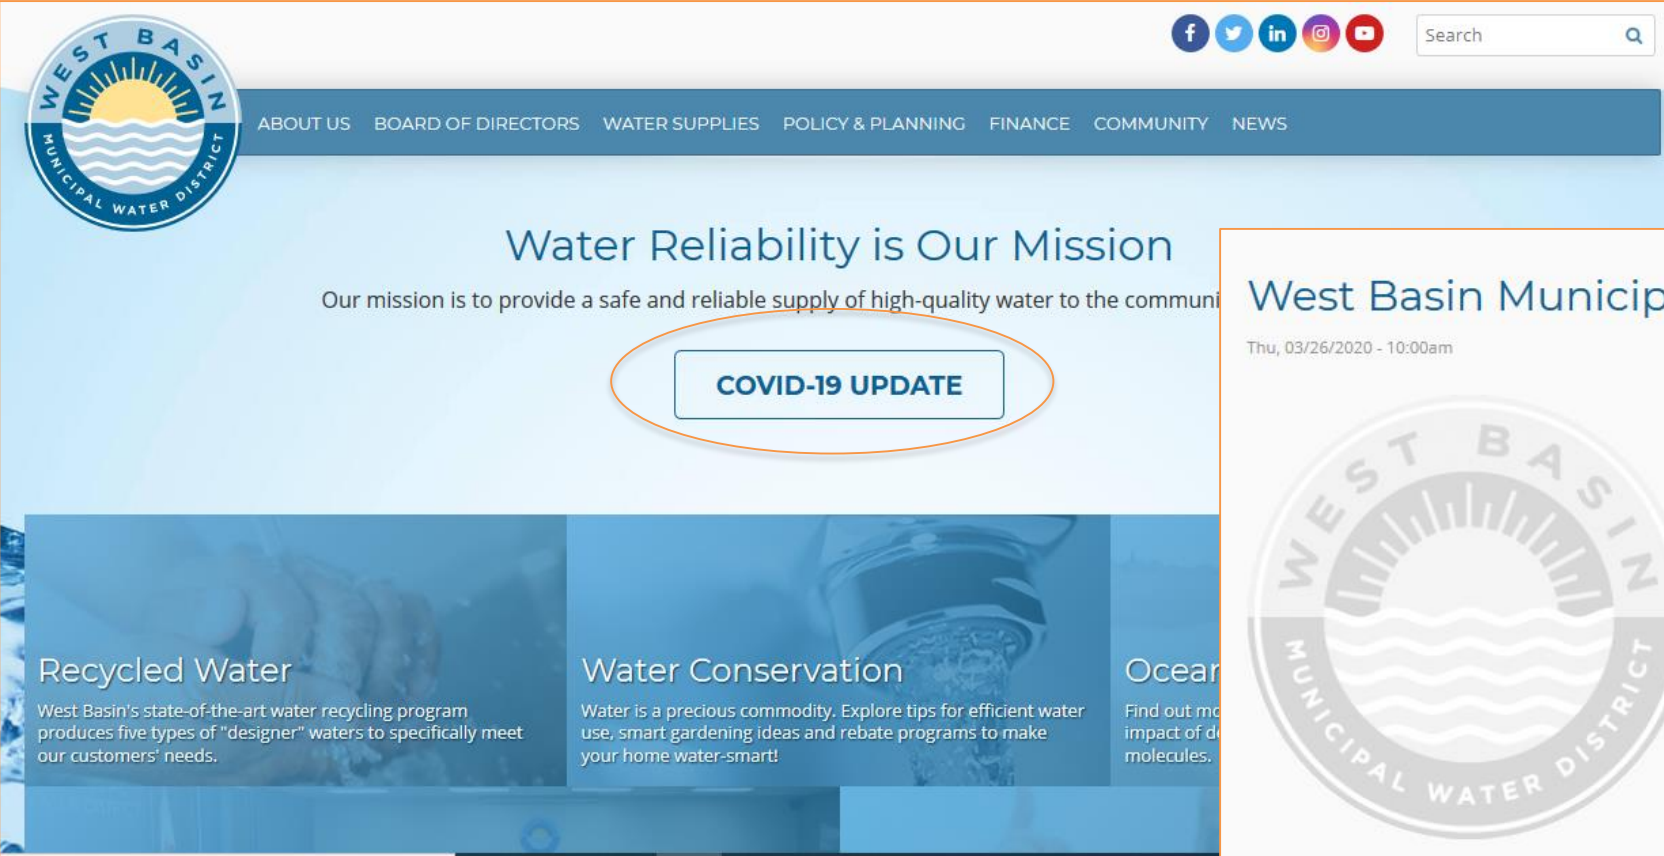 WEST BASIN
MUNICIPAL WATER DISTRICT
Search
ABOUT US BOARD OF DIRECTORS WATER SUPPLIES POLICY & PLANNING FINANCE COMMUNITY NEWS
Water Reliability is Our Mission
Our mission is to provide a safe and reliable supply of high-quality water to the communi
COVID-19 UPDATE
West Basin Municip
Thu, 03/26/2020 - 10:00am
WEST BASIN
MUNICIPAL WATER DISTRICT
Recycled Water
West Basin's state-of-the-art water recycling program
produces five types of "designer" waters to specifically meet
our customers' needs.
Water Conservation
Water is a precious commodity. Explore tips for efficient water
use, smart gardening ideas and rebate programs to make
your home water-smart!
Ocear
Find out mo
impact of d
molecules.